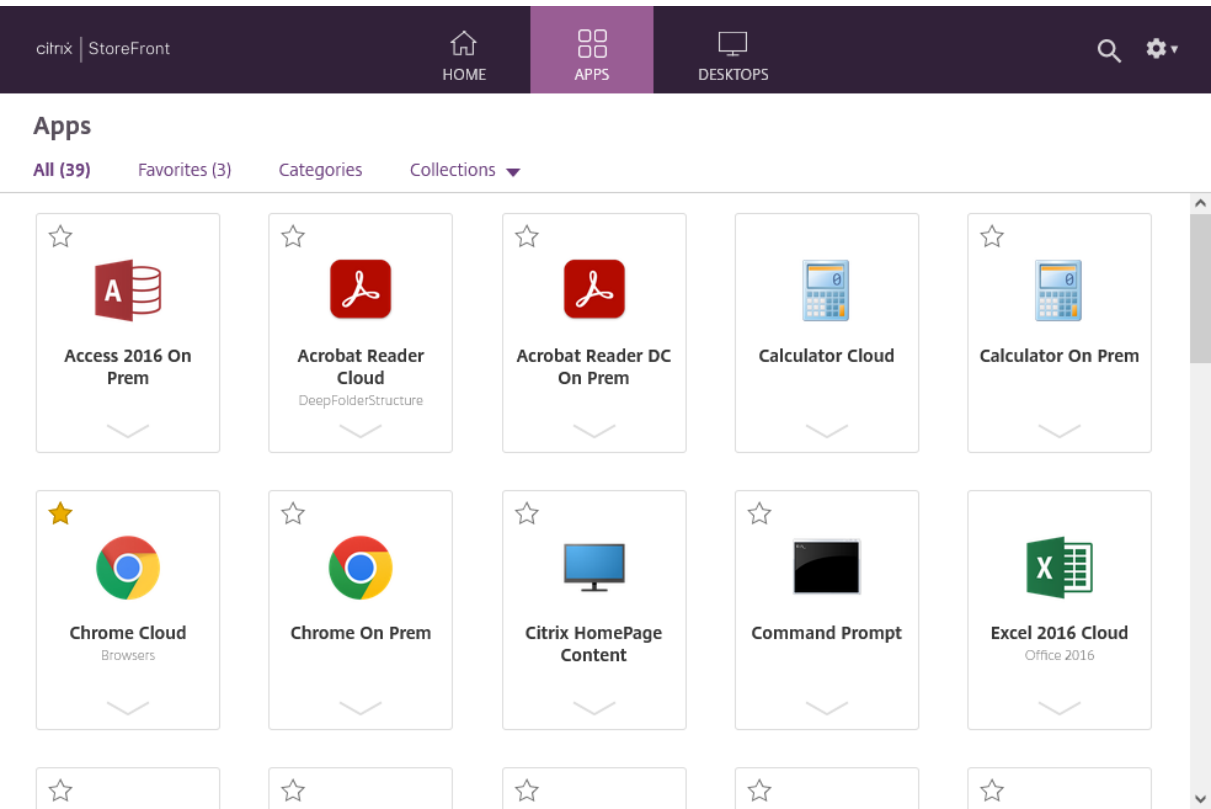 citrix | StoreFront
HOME
APPS
DESKTOPS
Apps
All (39)
Favorites (3)
Categories
Collections
A
0
0
Access 2016 On
Prem
Acrobat Reader
Cloud
DeepFolderStructure
Acrobat Reader DC
On Prem
Calculator Cloud
Calculator On Prem
X
Chrome Cloud
Browsers
Chrome On Prem
Citrix HomePage
Content
Command Prompt
Excel 2016 Cloud
Office 2016